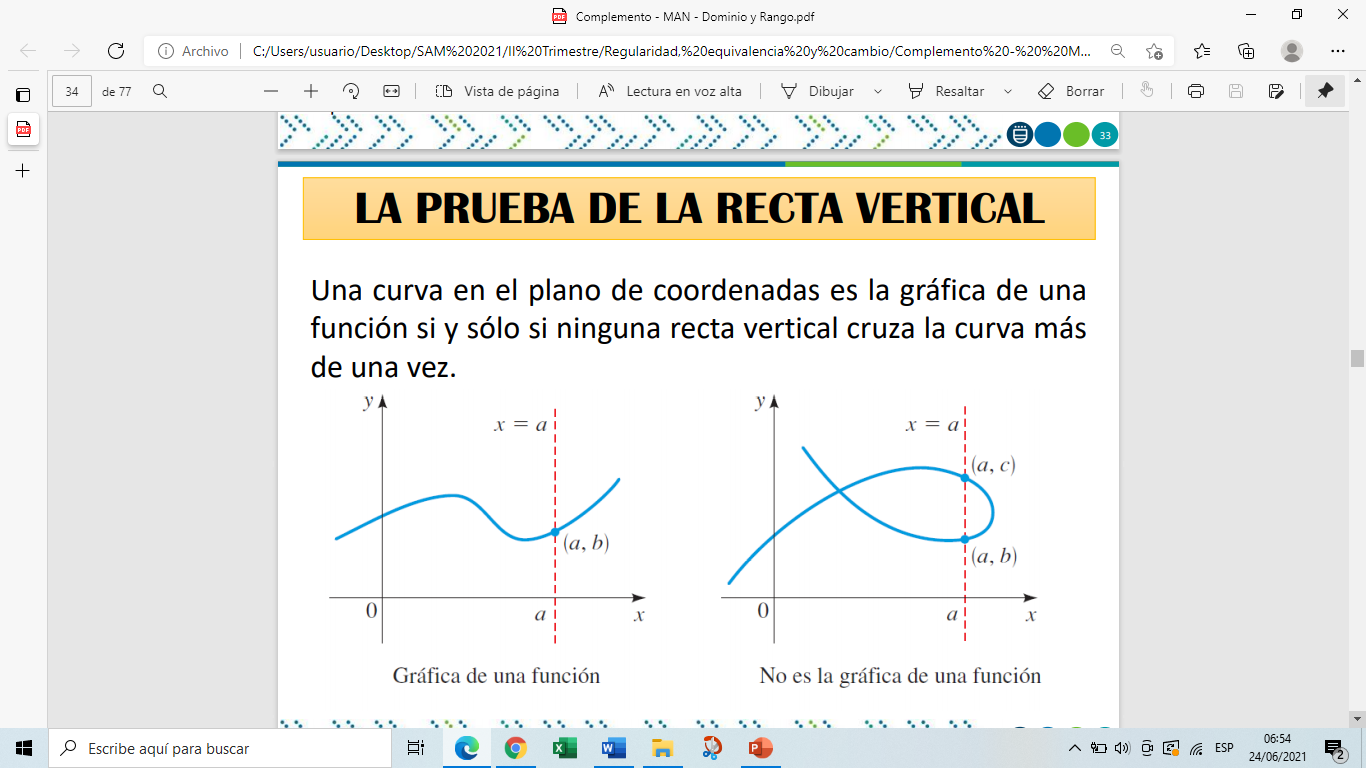 Complemento - MAN - Dominio y Rango.pdf
Archivo
C:/Users/usuario/Desktop/SAM%202021/II%20Trimestre/Regularidad,%20equivalencia%20y%20cambio/Complemento%20-%20%20M...
34 de 77
Vista de página
Lectura en voz alta
Dibujar
Resaltar
Borrar
PDF
33
LA PRUEBA DE LA RECTA VERTICAL
Una curva en el plano de coordenadas es la gráfica de una
función si y sólo si ninguna recta vertical cruza la curva más
de una vez.
y
x = a
(a, b)
0
a
x
Gráfica de una función
y
x = a
(a, c)
(a, b)
0
a
x
No es la gráfica de una función
Escribe aquí para buscar
ESP
06:54
24/06/2021
2